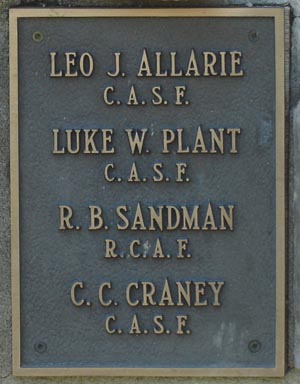 LEO J. ALLARIE
C. A. S. F.
LUKE W. PLANT
C. A. S. F.
R. B. SANDMAN
R. C. A. F.
C. C. CRANEY
C. A. S. F.